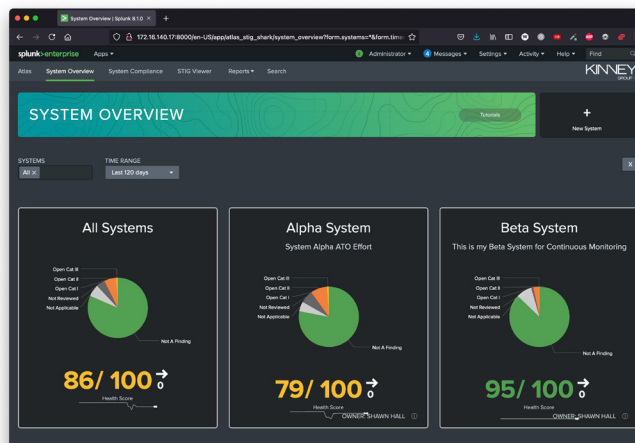 System Overview | Splunk 8.1.0
172.16.140.17:8000/en-US/app/atlas_stig_shark/system_overview?form.systems=*&form.time
splunk>enterprise Apps Administrator 4 Messages Settings Activity Help Find
Atlas System Overview System Compliance STIG Viewer Reports Search
KINNEY
GROUP
SYSTEM OVERVIEW
Tutorials
+
New System
SYSTEMS
TIME RANGE
All ×
Last 120 days
X
All Systems
Open Cat III
Open Cat II
Open Cat I
Not Reviewed
Not Applicable
Not A Finding
86/ 100
0
Health Score
Alpha System
System Alpha ATO Effort
Open Cat III
Open Cat II
Open Cat I
Not Reviewed
Not Applicable
Not A Finding
79/ 100
0
Health Score
OWNER: SHAWN HALL
Beta System
This is my Beta System for Continuous Monitoring
Open Cat III
Open Cat II
Open Cat I
Not Reviewed
Not Applicable
Not A Finding
95/ 100
0
Health Score
OWNER: SHAWN HALL